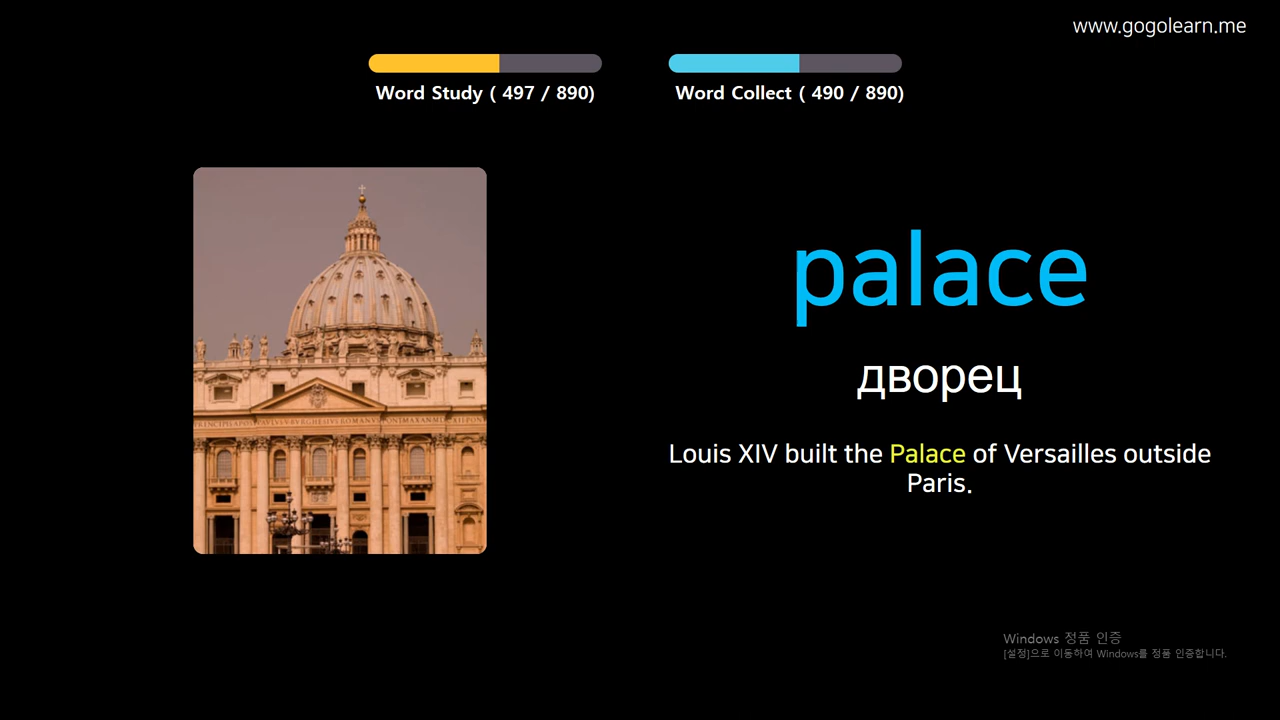 www.gogolearn.me
Word Study ( 497 / 890)
Word Collect ( 490 / 890)
palace
дворец
Louis XIV built the Palace of Versailles outside
Paris.
Windows 정품 인증
[설정]으로 이동하여 Windows를 정품 인증합니다.